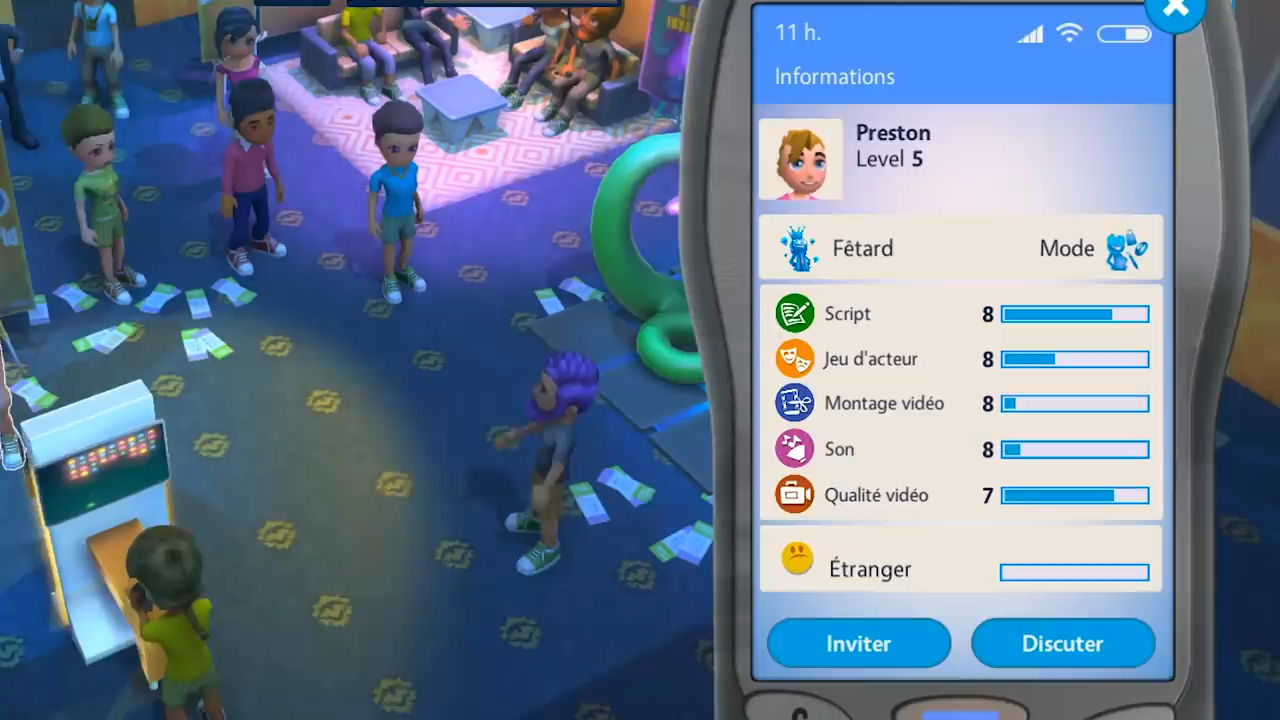 11 h.
Informations
Preston
Level 5
Fêtard Mode
Script 8
Jeu d'acteur 8
Montage vidéo 8
Son 8
Qualité vidéo 7
Étranger
Inviter Discuter